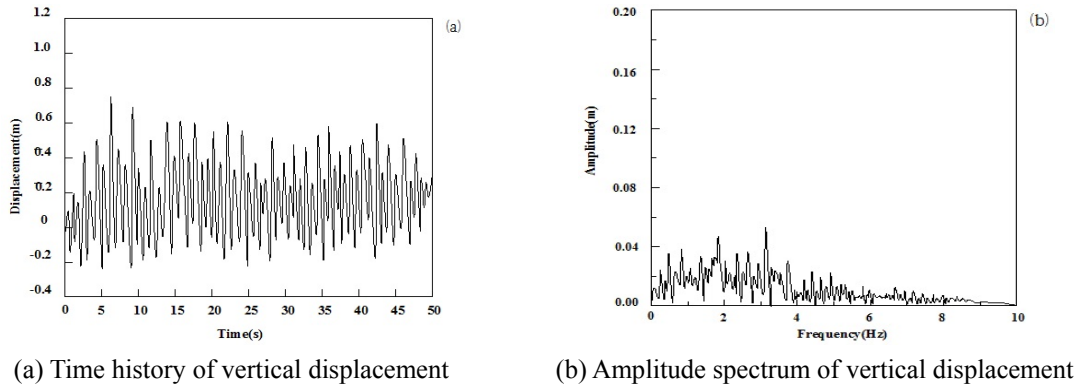 1.2
(a)
1.0
0.8
0.6
0.4
0.2
0
-0.2
-0.4
Displacement(m)
0 5 10 15 20 25 30 35 40 45 50
Time(s)
0.20
(b)
0.16
0.12
0.08
0.04
0.00
Amplitude(m)
0 2 4 6 8 10
Frequency(Hz)
(a) Time history of vertical displacement
(b) Amplitude spectrum of vertical displacement